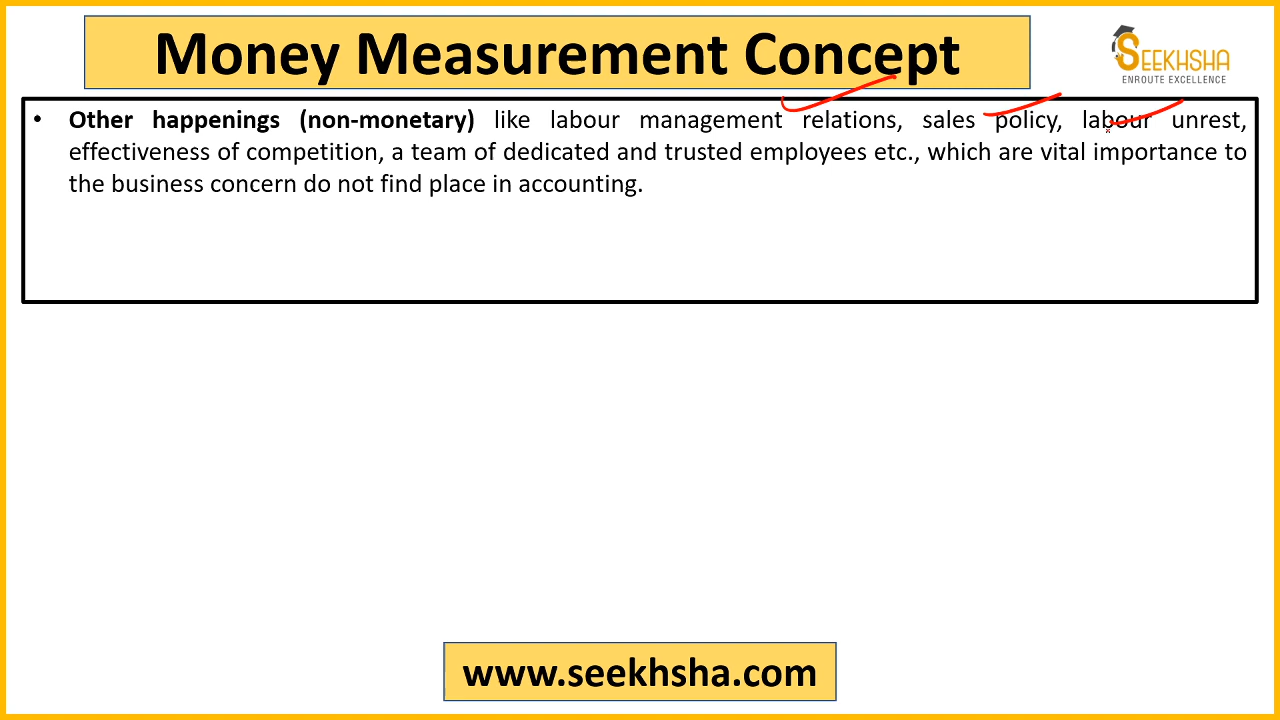 Money Measurement Concept
SEEKHSHA
ENROUTE EXCELLENCE
• Other happenings (non-monetary) like labour management relations, sales policy, labour unrest,
effectiveness of competition, a team of dedicated and trusted employees etc., which are vital importance to
the business concern do not find place in accounting.
www.seekhsha.com